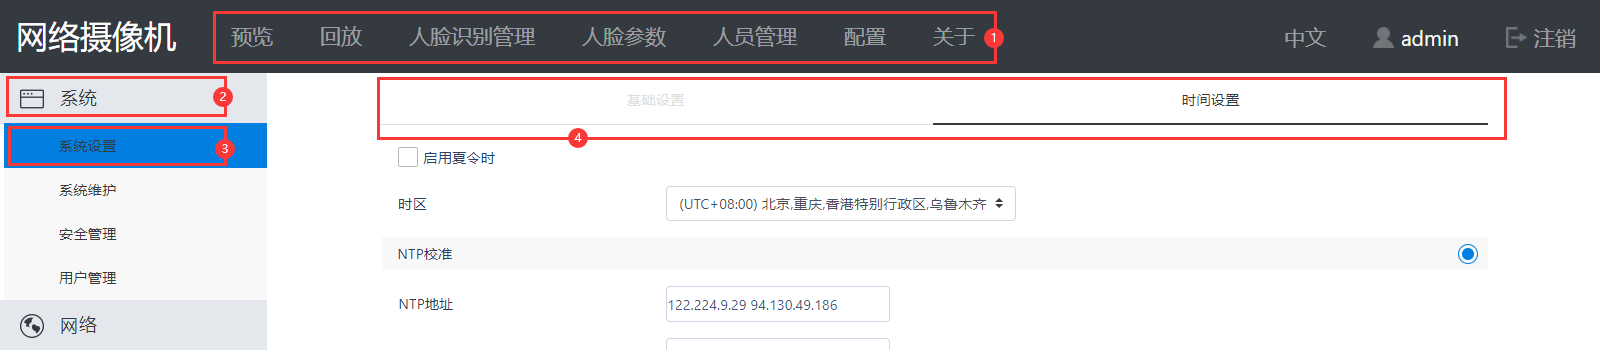 网络摄像机 预览 回放 人脸识别管理 人脸参数 人员管理 配置 关于 1 中文 admin 注销
系统 2
基础设置 时间设置
系统设置 3
4
启用夏令时
系统维护
时区 (UTC+08:00) 北京,重庆,香港特别行政区,乌鲁木齐
安全管理
NTP校准
用户管理
NTP地址 122.224.9.29 94.130.49.186
网络